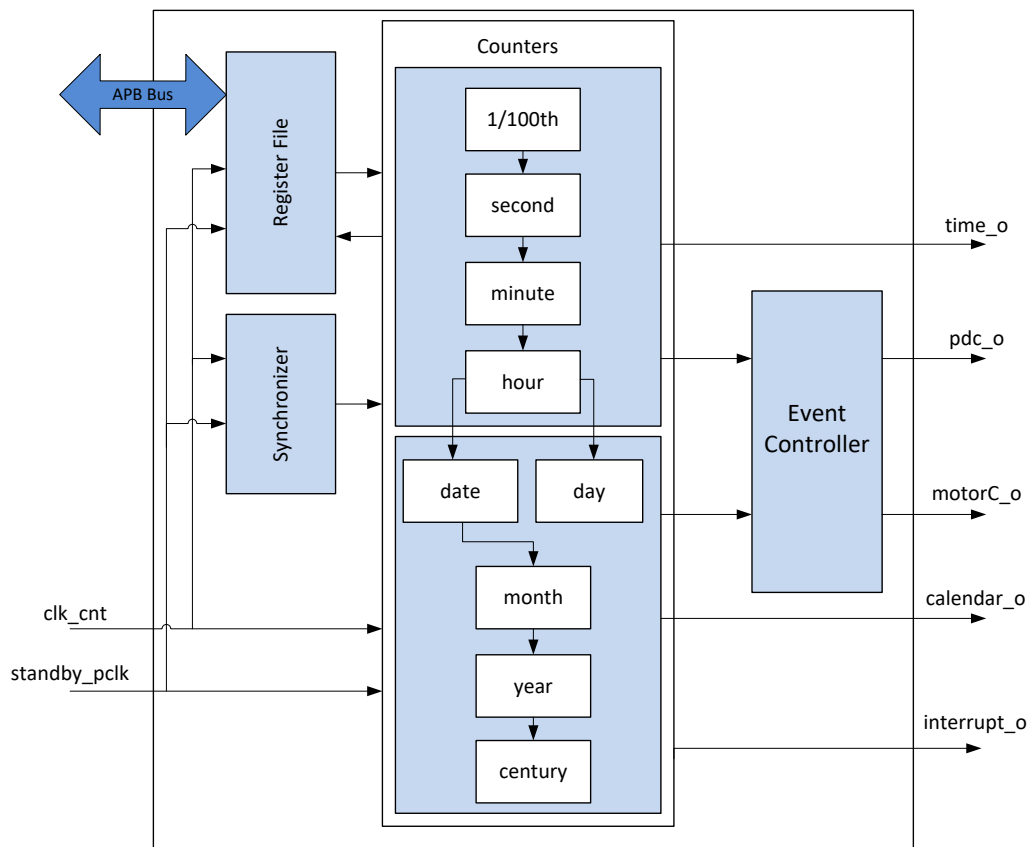 Counters
APB Bus
Register File
1/100th
second
minute
hour
time_o
pdc_o
Synchronizer
Event
Controller
date
day
motorC_o
month
clk_cnt
calendar_o
standby_pclk
year
interrupt_o
century